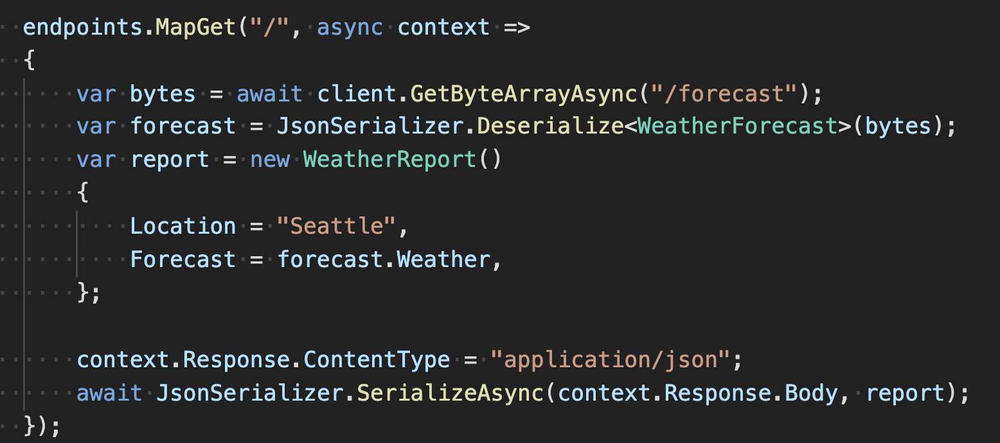 endpoints.MapGet("/", async context =>
{
var bytes = await client.GetByteArrayAsync("/forecast");
var forecast = JsonSerializer.Deserialize<WeatherForecast>(bytes);
var report = new WeatherReport()
{
Location = "Seattle",
Forecast = forecast.Weather,
};
context.Response.ContentType = "application/json";
await JsonSerializer.SerializeAsync(context.Response.Body, report);
});